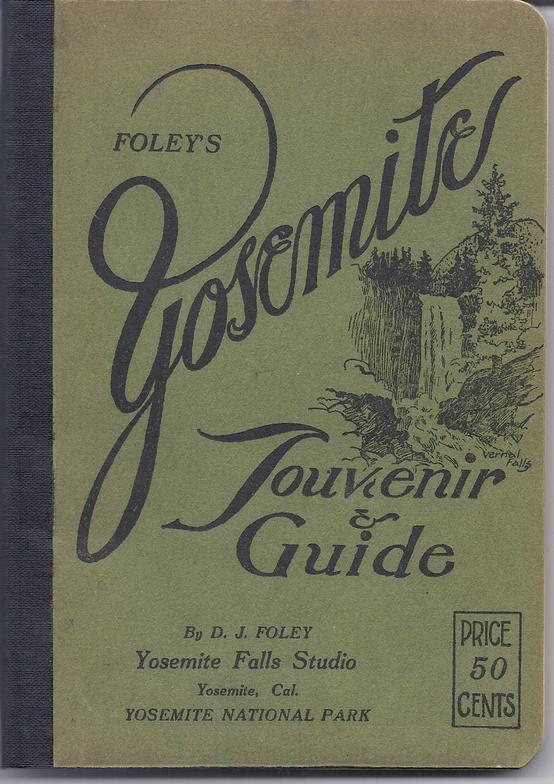 FOLEY'S
Yosemite
Vernal
Falls
Souvenir
&
Guide
By D. J. FOLEY
Yosemite Falls Studio
Yosemite, Cal.
YOSEMITE NATIONAL PARK
PRICE
50
CENTS